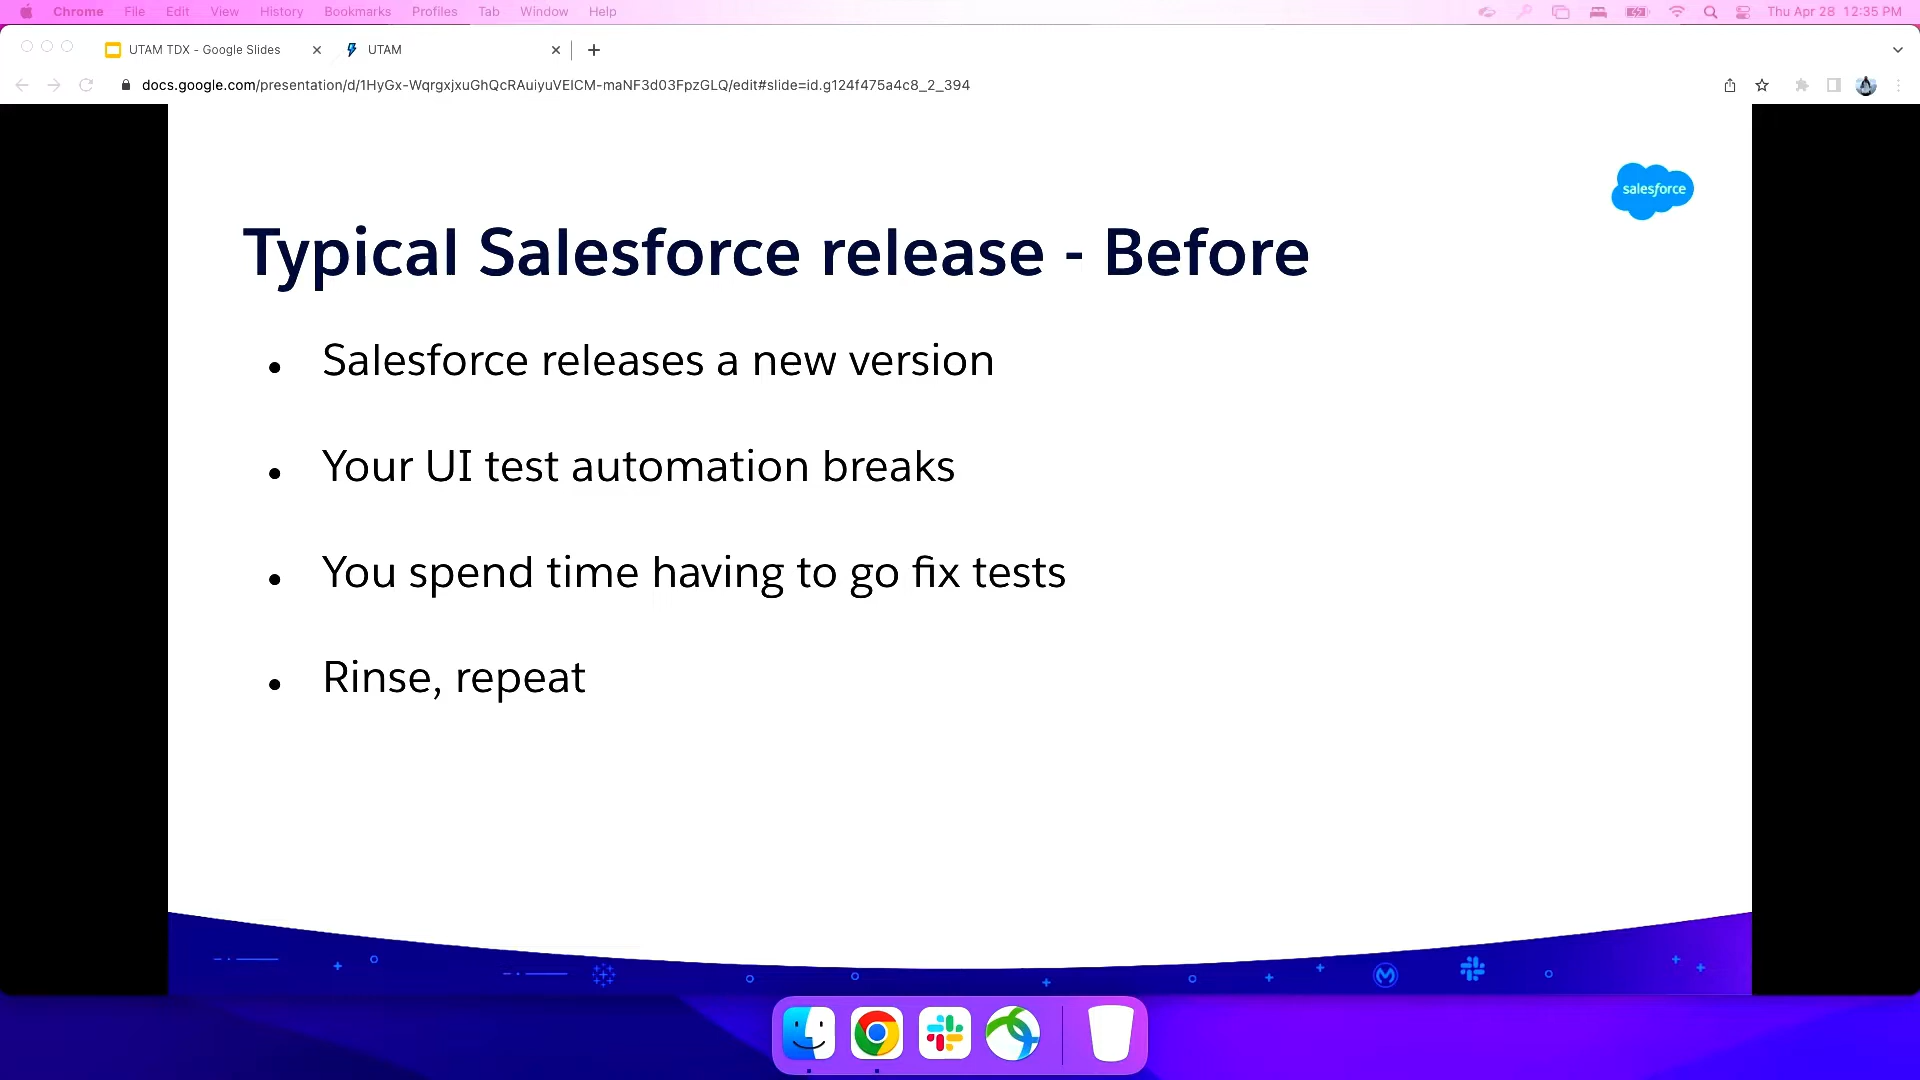 Chrome File Edit View History Bookmarks Profiles Tab Window Help Thu Apr 28 12:35 PM
UTAM TDX - Google Slides UTAM
docs.google.com/presentation/d/1HyGx-WqrgxjxuGhQcRAuiyuVEICM-maNF3d03FpzGLQ/edit#slide=id.g124f475a4c8_2_394
salesforce
Typical Salesforce release - Before
• Salesforce releases a new version
• Your UI test automation breaks
• You spend time having to go fix tests
• Rinse, repeat